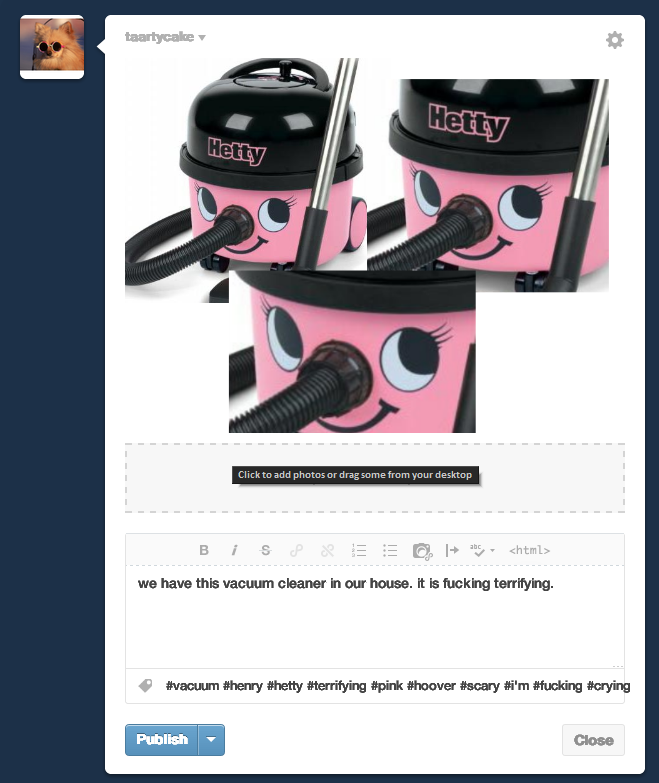 taartycake
Hetty
Hetty
Click to add photos or drag some from your desktop
B i S abc <html>
we have this vacuum cleaner in our house. it is fucking terrifying.
#vacuum #henry #hetty #terrifying #pink #hoover #scary #i'm #fucking #crying
Publish
Close